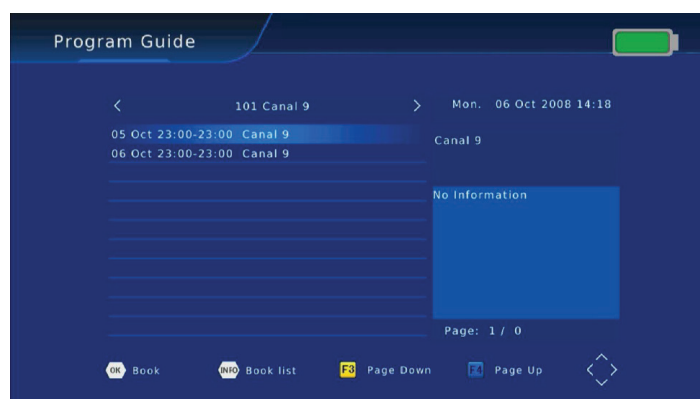 Program Guide
101 Canal 9
Mon. 06 Oct 2008 14:18
05 Oct 23:00-23:00 Canal 9
06 Oct 23:00-23:00 Canal 9
Canal 9
No Information
Page: 1 / 0
OK Book INFO Book list F3 Page Down F4 Page Up